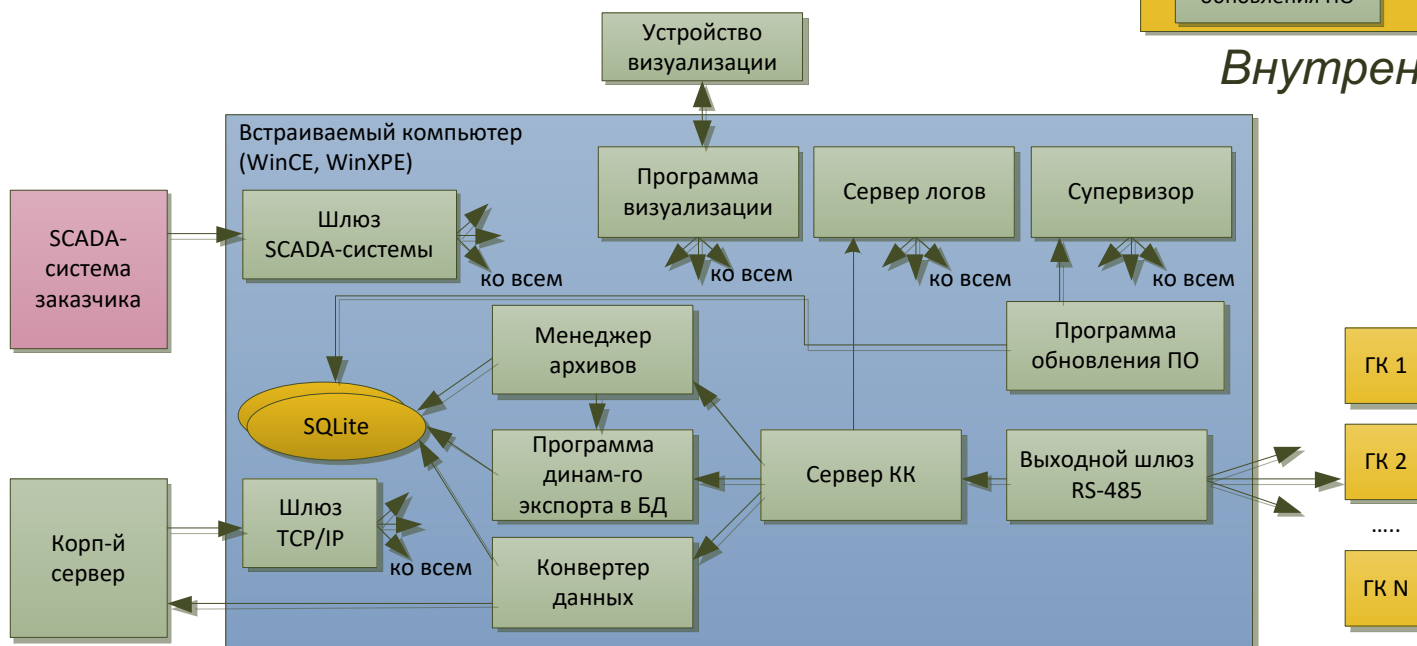 обновления ПО
Внутрен
Устройство
визуализации
Встраиваемый компьютер
(WinCE, WinXPE)
SCADA-
система
заказчика
Шлюз
SCADA-системы
ко всем
Программа
визуализации
ко всем
Сервер логов
ко всем
Супервизор
ко всем
Менеджер
архивов
Программа
обновления ПО
SQLite
Программа
динам-го
экспорта в БД
Сервер КК
Выходной шлюз
RS-485
ГК 1
ГК 2
.....
ГК N
Корп-й
сервер
Шлюз
TCP/IP
ко всем
Конвертер
данных